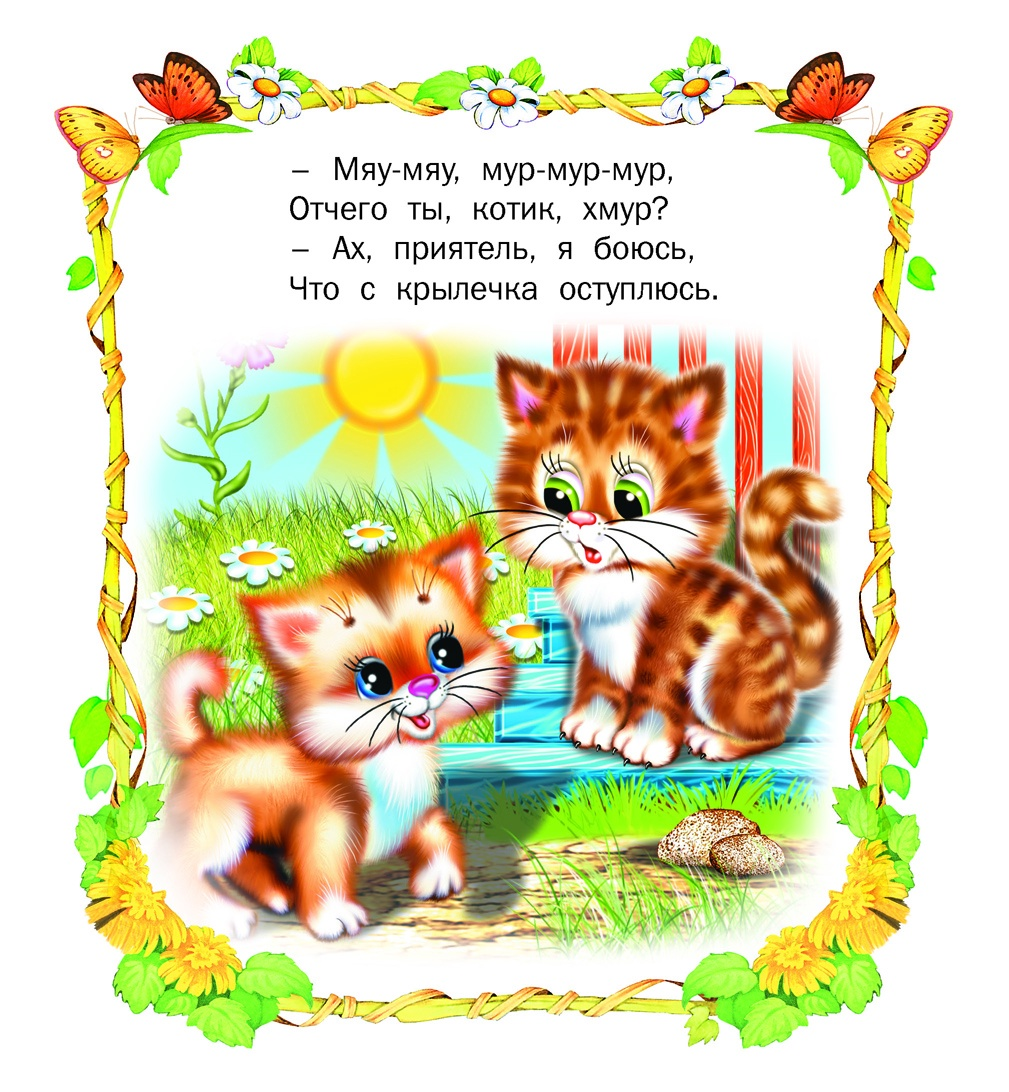 – Мяу-мяу, мур-мур-мур,
Отчего ты, котик, хмур?
– Ах, приятель, я боюсь,
Что с крылечка оступлюсь.